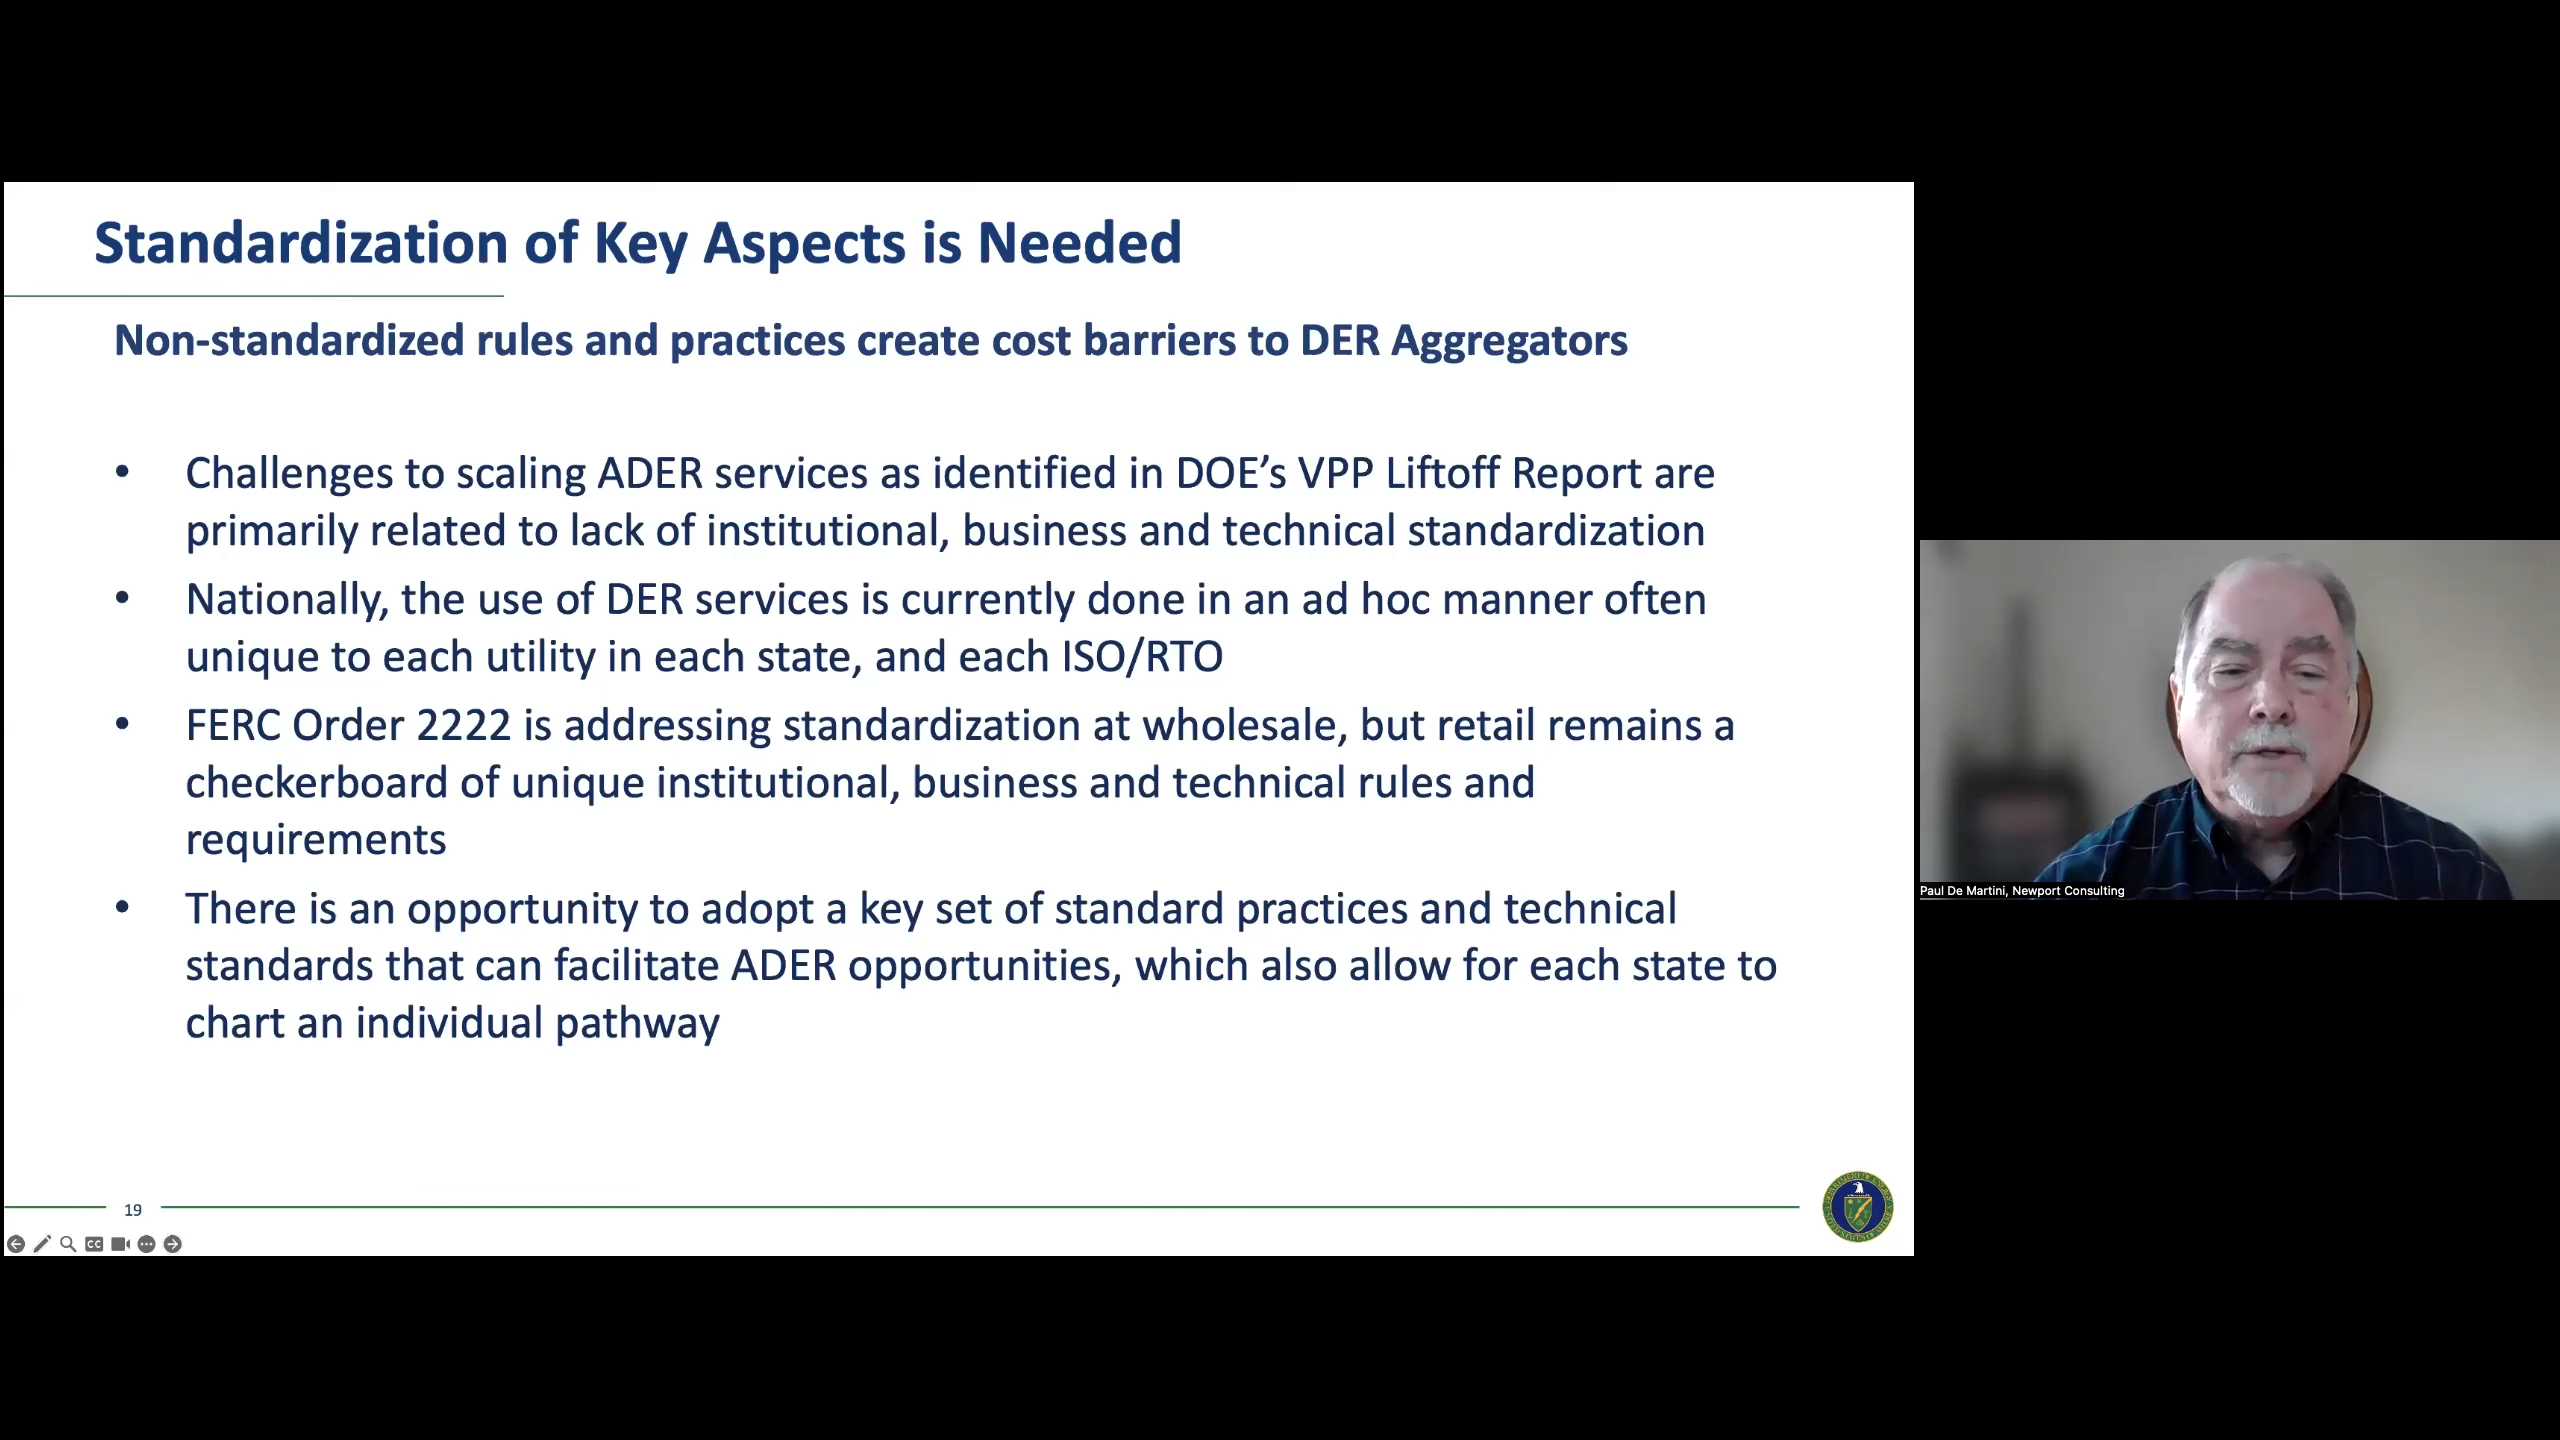 Standardization of Key Aspects is Needed
Non-standardized rules and practices create cost barriers to DER Aggregators
• Challenges to scaling ADER services as identified in DOE’s VPP Liftoff Report are
primarily related to lack of institutional, business and technical standardization
• Nationally, the use of DER services is currently done in an ad hoc manner often
unique to each utility in each state, and each ISO/RTO
• FERC Order 2222 is addressing standardization at wholesale, but retail remains a
checkerboard of unique institutional, business and technical rules and
requirements
• There is an opportunity to adopt a key set of standard practices and technical
standards that can facilitate ADER opportunities, which also allow for each state to
chart an individual pathway
19
CC
Paul De Martini, Newport Consulting